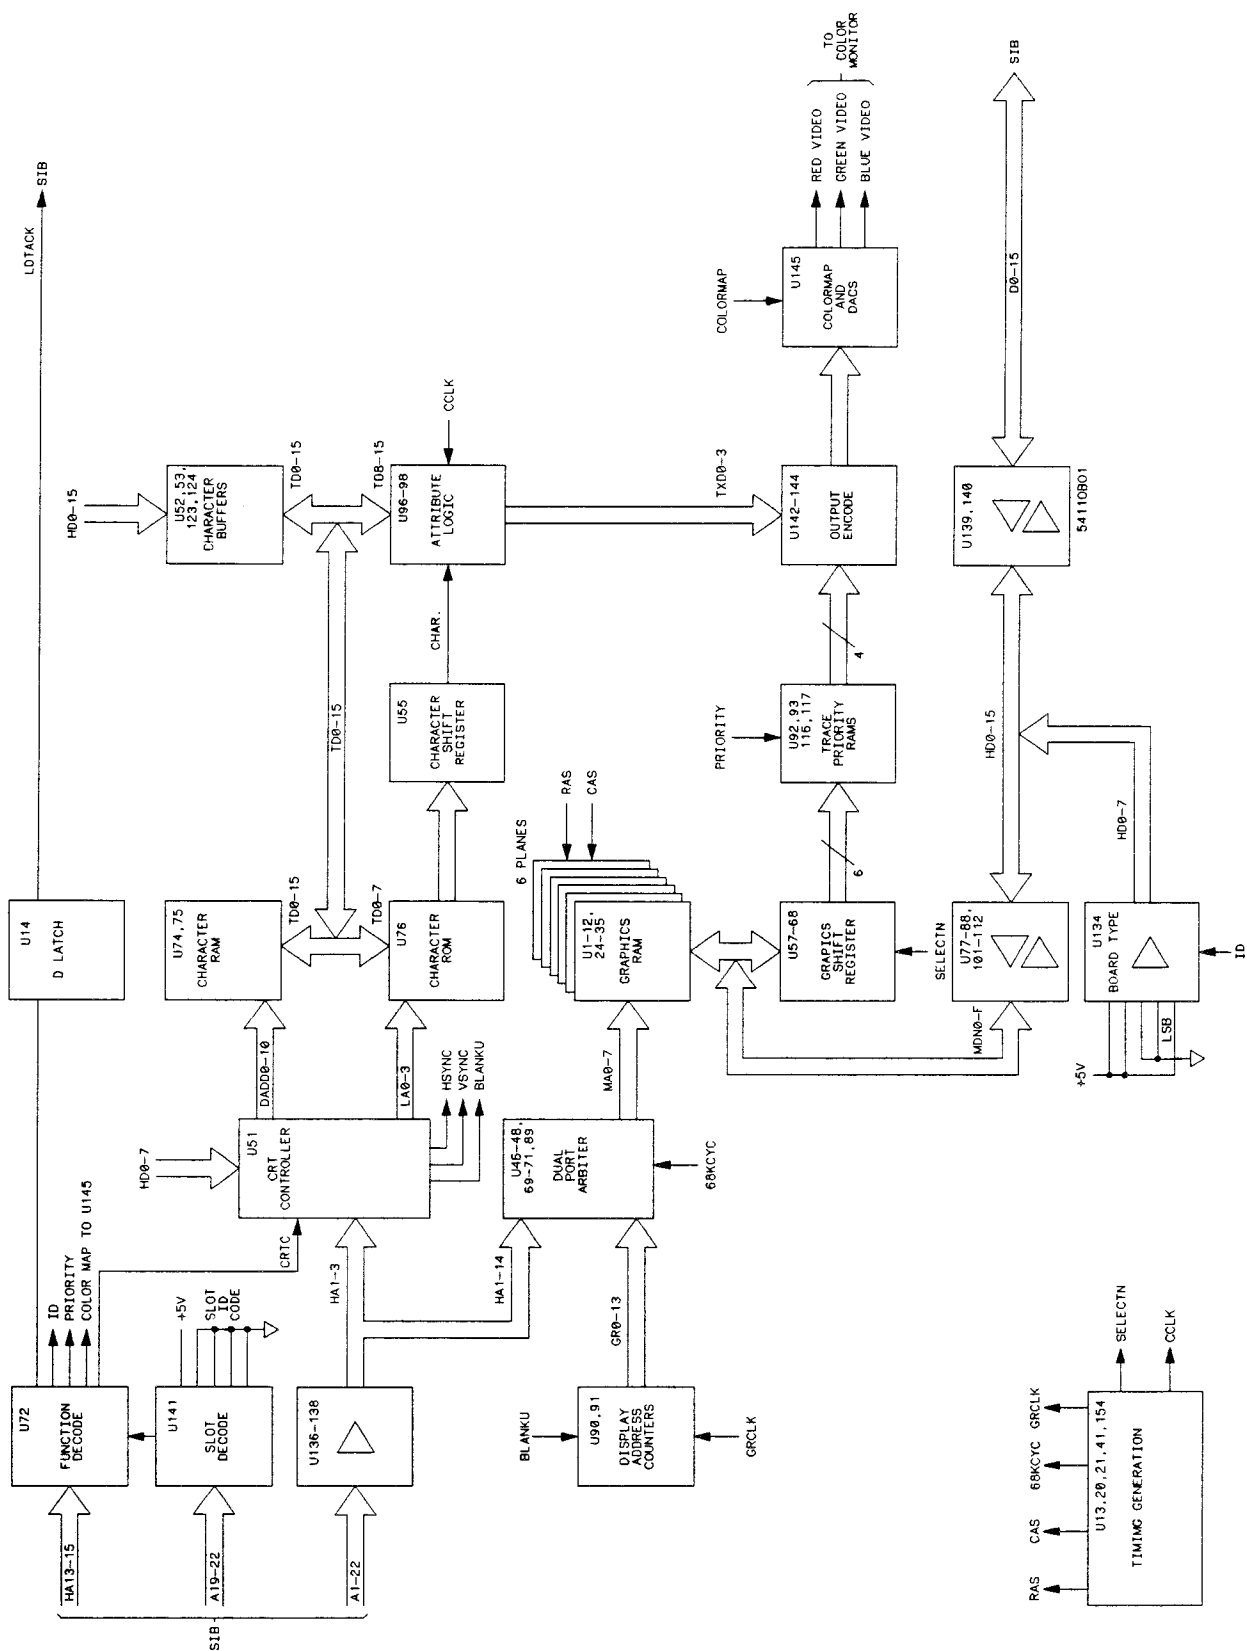 SIB
HA13-15
A19-22
A1-22
U72
FUNCTION
DECODE
ID
PRIORITY
COLOR MAP TO U145
CRTC
U14
D LATCH
LDTACK
SIB
U141
SLOT
DECODE
+5V
SLOT
ID
CODE
U136-138
HA1-3
HA1-14
HD0-7
U51
CRT
CONTROLLER
DADD0-10
LA0-3
HSYNC
VSYNC
BLANKU
U74,75
CHARACTER
RAM
TD0-15
TD0-7
U76
CHARACTER
ROM
TD0-15
U55
CHARACTER
SHIFT
REGISTER
CHAR.
HD0-15
U52,53,
123,124
CHARACTER
BUFFERS
TD0-15
TD8-15
U96-98
ATTRIBUTE
LOGIC
CCLK
TXD0-3
BLANKU
U90,91
DISPLAY
ADDRESS
COUNTERS
GRCLK
GR0-13
U46-48,
69-71,89
DUAL
PORT
ARBITER
68KCYC
MA0-7
6 PLANES
RAS
CAS
U1-12,
24-35
GRAPHICS
RAM
U57-68
GRAPICS
SHIFT
REGISTER
SELECTN
6
PRIORITY
U92,93
116,117
TRACE
PRIORITY
RAMS
4
U142-144
OUTPUT
ENCODE
COLORMAP
U145
COLORMAP
AND
DACS
RED VIDEO
GREEN VIDEO
BLUE VIDEO
TO
COLOR
MONITOR
MDN0-F
U77-88,
101-112
HD0-15
U139,140
54110B01
D0-15
SIB
+5V
LSB
U134
BOARD TYPE
ID
HD0-7
RAS
CAS
68KCYC
GRCLK
U13,20,21,41,154
TIMIMG GENERATION
SELECTN
CCLK